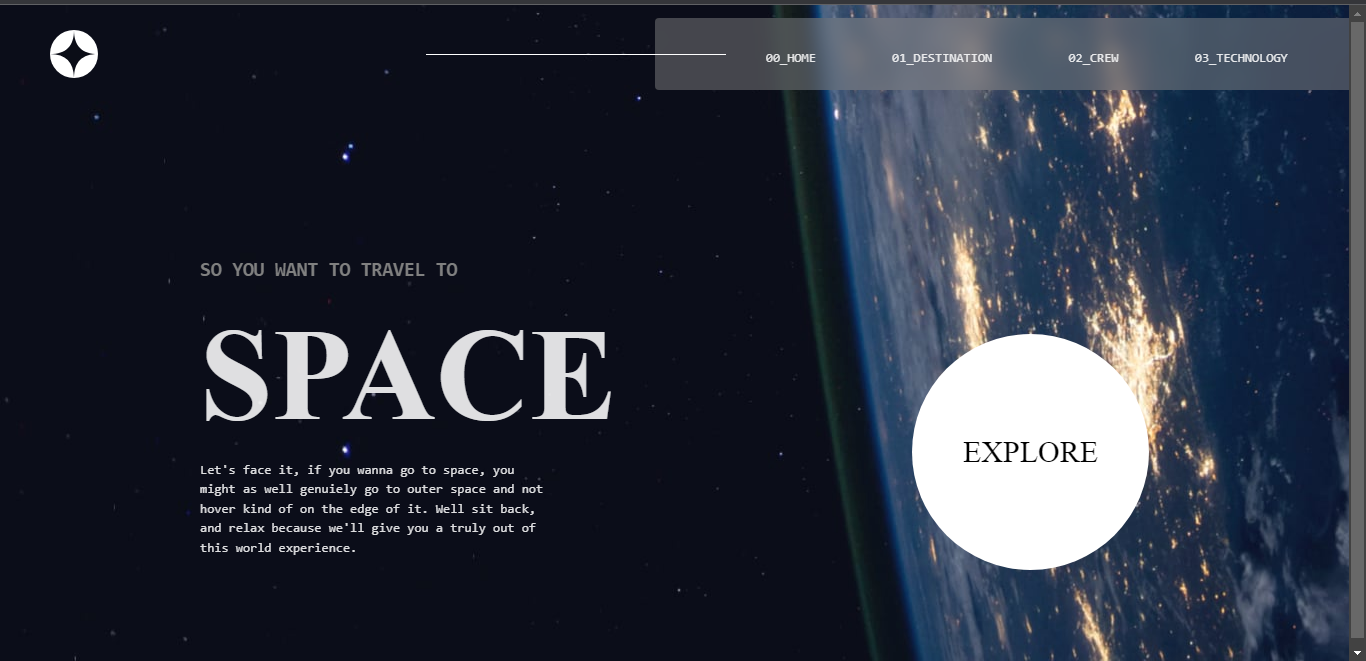 00_HOME 01_DESTINATION 02_CREW 03_TECHNOLOGY
SO YOU WANT TO TRAVEL TO
SPACE
Let's face it, if you wanna go to space, you
might as well genuiely go to outer space and not
hover kind of on the edge of it. Well sit back,
and relax because we'll give you a truly out of
this world experience.
EXPLORE